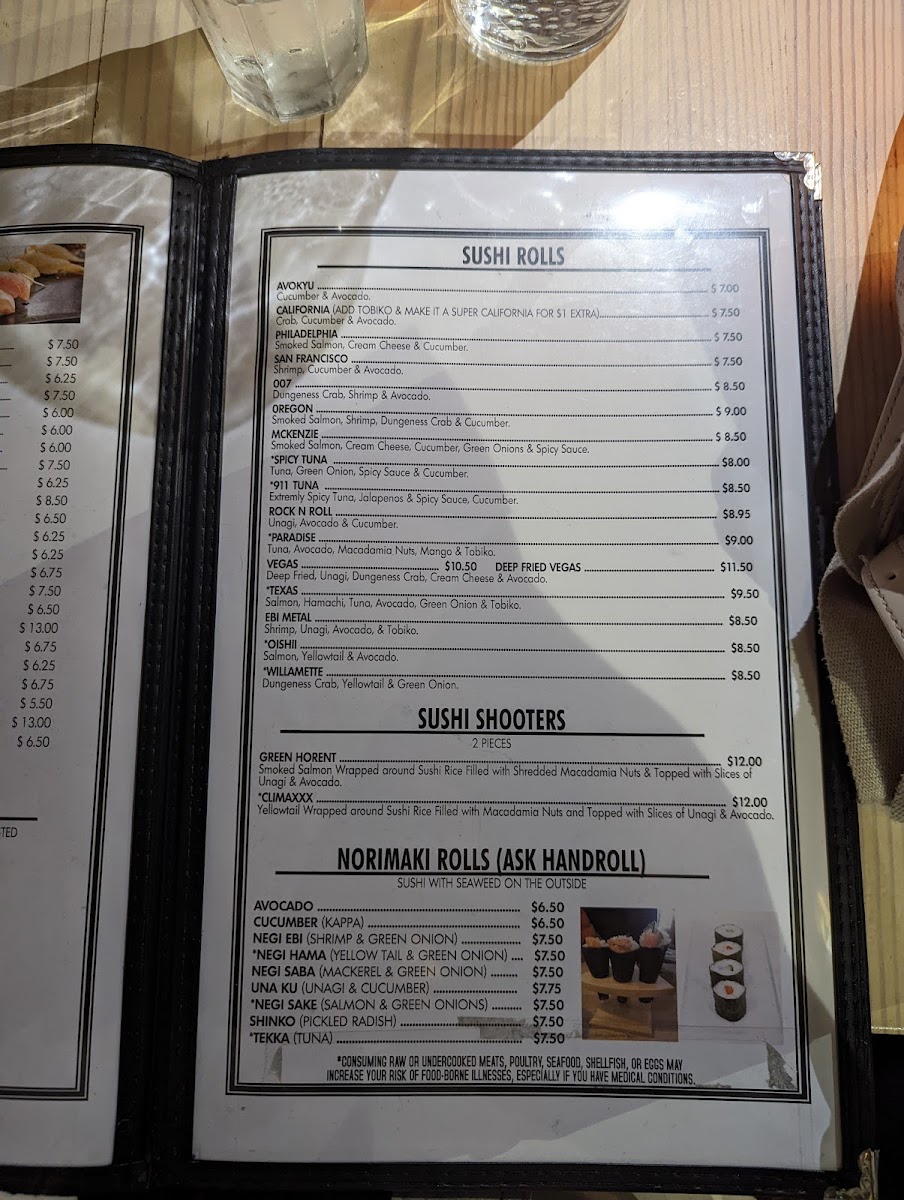 $ 7.50
$ 7.50
$ 6.25
$ 7.50
$ 6.00
$ 6.00
$ 6.00
$ 7.50
$ 6.25
$ 8.50
$ 6.50
$ 6.25
$ 6.25
$ 6.75
$ 7.50
$ 6.50
$ 13.00
$ 6.75
$ 6.25
$ 6.75
$ 5.50
$ 13.00
$ 6.50
SUSHI ROLLS
AVOKYU $ 7.00
Cucumber & Avocado.
CALIFORNIA (ADD TOBIKO & MAKE IT A SUPER CALIFORNIA FOR $1 EXTRA) $ 7.50
Crab, Cucumber & Avocado.
PHILADELPHIA $ 7.50
Smoked Salmon, Cream Cheese & Cucumber.
SAN FRANCISCO $ 7.50
Shrimp, Cucumber & Avocado.
007 $ 8.50
Dungeness Crab, Shrimp & Avocado.
OREGON $ 9.00
Smoked Salmon, Shrimp, Dungeness Crab & Cucumber.
MCKENZIE $ 8.50
Smoked Salmon, Cream Cheese, Cucumber, Green Onions & Spicy Sauce.
*SPICY TUNA $8.00
Tuna, Green Onion, Spicy Sauce & Cucumber.
*911 TUNA $8.50
Extremly Spicy Tuna, Jalapenos & Spicy Sauce, Cucumber.
ROCK N ROLL $8.95
Unagi, Avocado & Cucumber.
*PARADISE $9.00
Tuna, Avocado, Macadamia Nuts, Mango & Tobiko.
VEGAS $10.50 DEEP FRIED VEGAS $11.50
Deep Fried, Unagi, Dungeness Crab, Cream Cheese & Avocado.
*TEXAS $9.50
Salmon, Hamachi, Tuna, Avocado, Green Onion & Tobiko.
EBI METAL $8.50
Shrimp, Unagi, Avocado, & Tobiko.
*OISHII $8.50
Salmon, Yellowtail & Avocado.
*WILLAMETTE $8.50
Dungeness Crab, Yellowtail & Green Onion.
SUSHI SHOOTERS
2 PIECES
GREEN HORENT $12.00
Smoked Salmon Wrapped around Sushi Rice Filled with Shredded Macadamia Nuts & Topped with Slices of
Unagi & Avocado.
*CLIMAXXX $12.00
Yellowtail Wrapped around Sushi Rice Filled with Macadamia Nuts and Topped with Slices of Unagi & Avocado.
NORIMAKI ROLLS (ASK HANDROLL)
SUSHI WITH SEAWEED ON THE OUTSIDE
AVOCADO $6.50
CUCUMBER (KAPPA) $6.50
NEGI EBI (SHRIMP & GREEN ONION) $7.50
*NEGI HAMA (YELLOW TAIL & GREEN ONION) $7.50
NEGI SABA (MACKEREL & GREEN ONION) $7.50
UNA KU (UNAGI & CUCUMBER) $7.75
*NEGI SAKE (SALMON & GREEN ONIONS) $7.50
SHINKO (PICKLED RADISH) $7.50
*TEKKA (TUNA) $7.50
*CONSUMING RAW OR UNDERCOOKED MEATS, POULTRY, SEAFOOD, SHELLFISH, OR EGGS MAY
INCREASE YOUR RISK OF FOOD-BORNE ILLNESSES, ESPECIALLY IF YOU HAVE MEDICAL CONDITIONS.